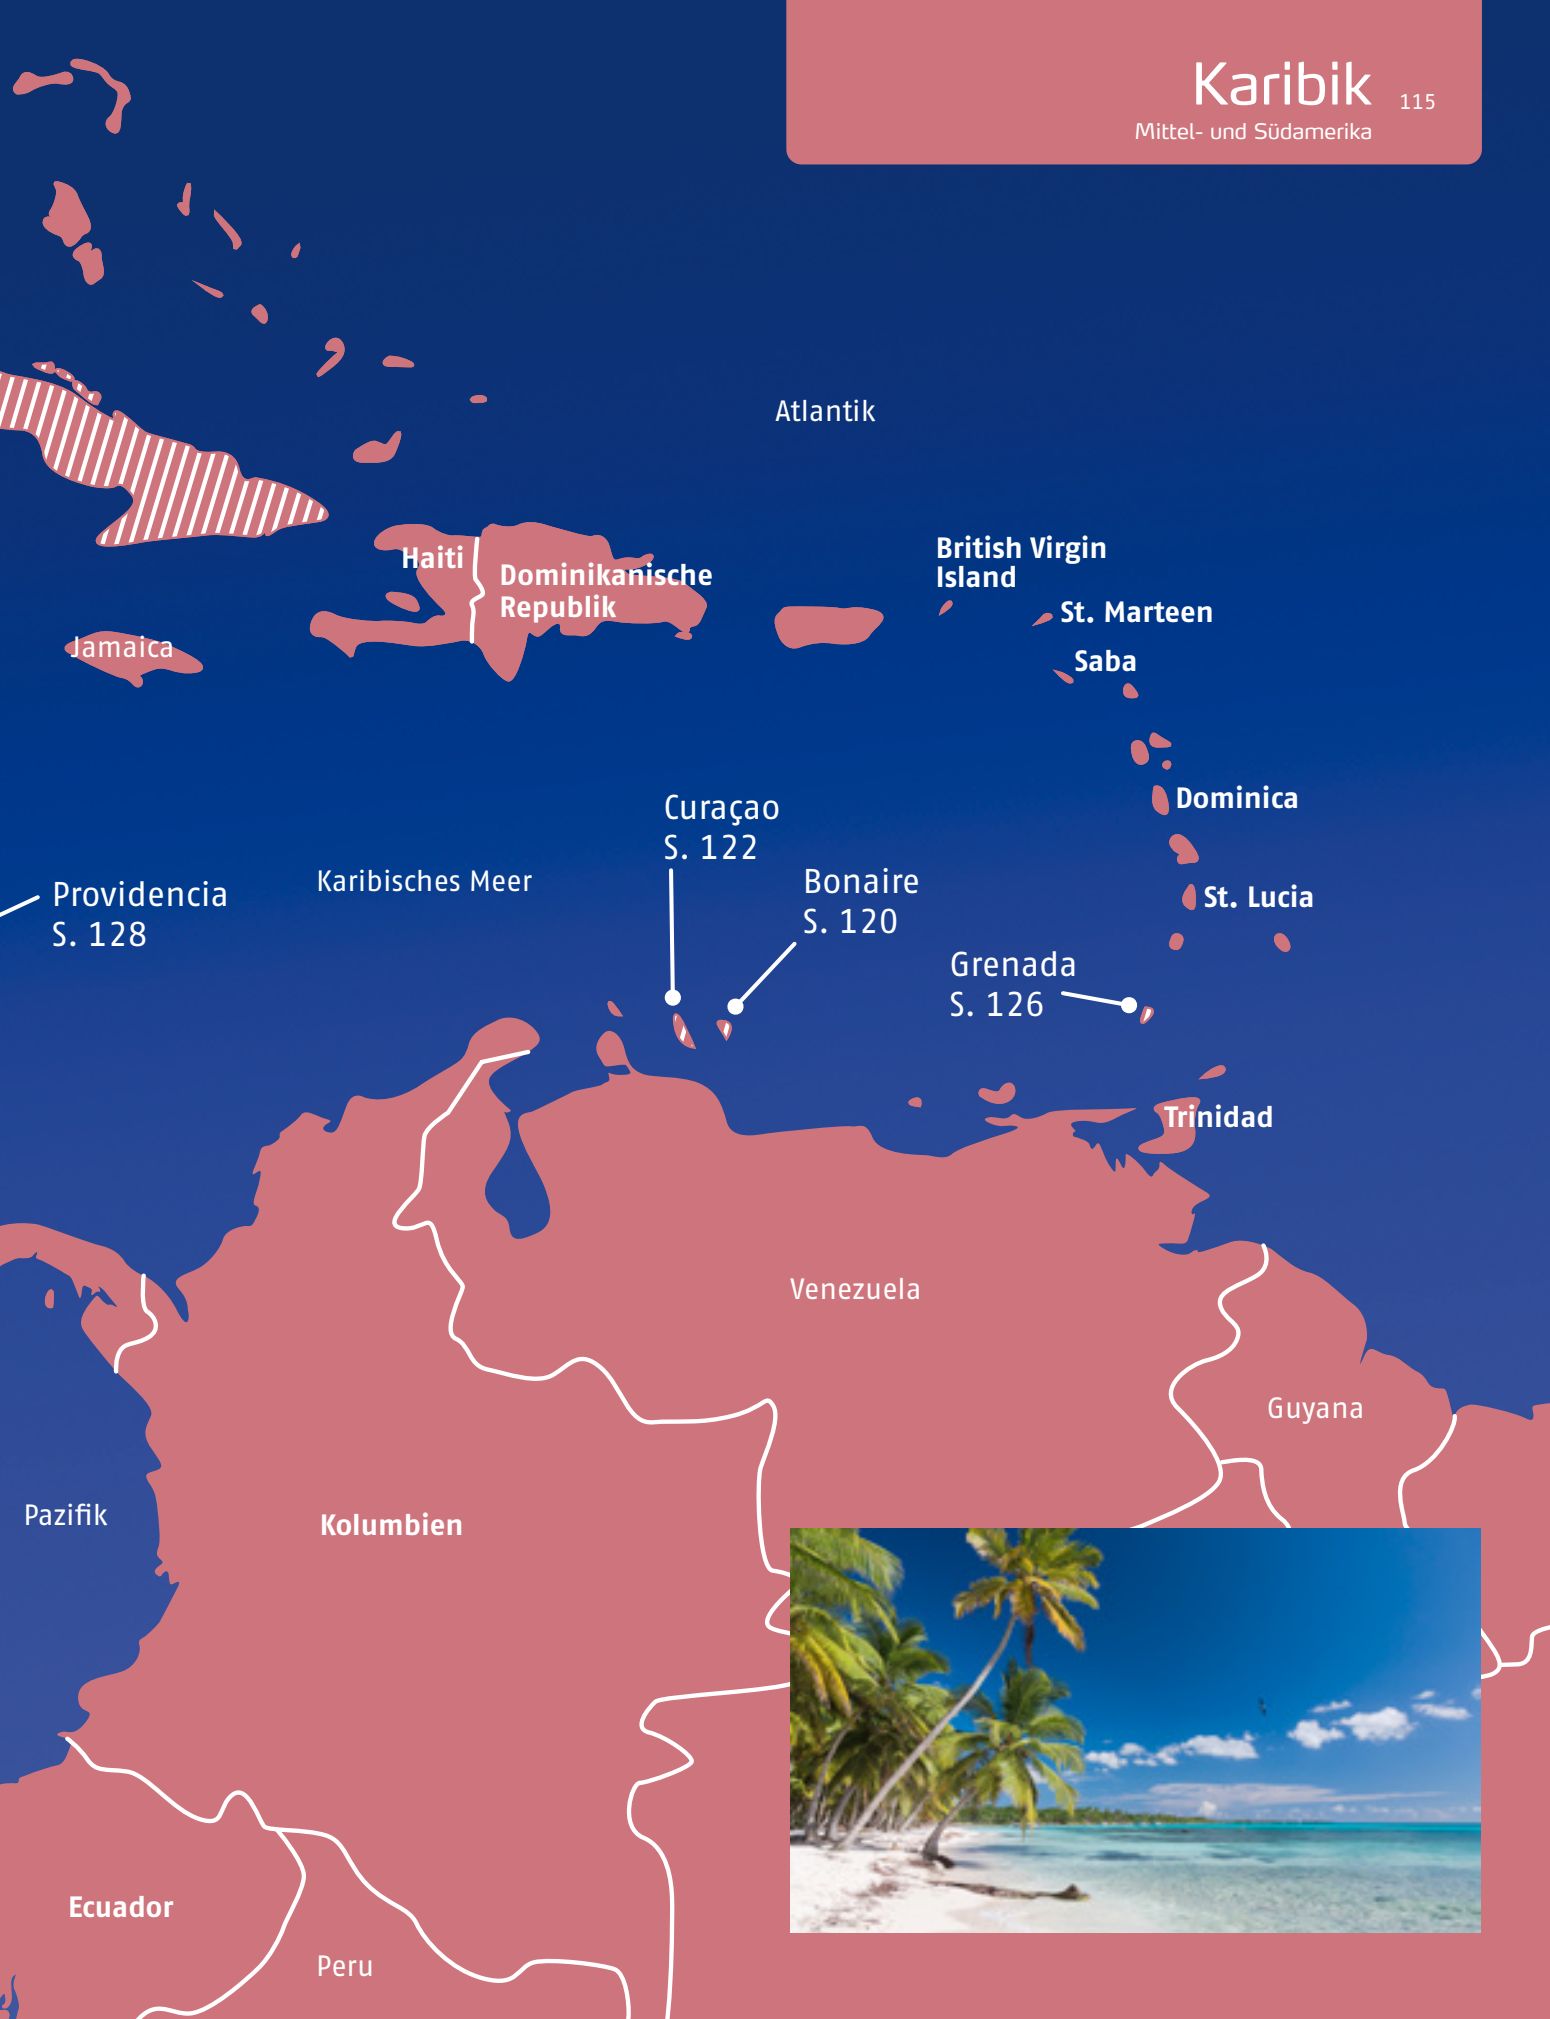 Karibik
115
Mittel- und Südamerika
Atlantik
Haiti
Dominikanische
Republik
British Virgin
Island
St. Marteen
Jamaica
Saba
Dominica
Curaçao
S. 122
Bonaire
S. 120
Karibisches Meer
Providencia
S. 128
St. Lucia
Grenada
S. 126
Trinidad
Venezuela
Guyana
Pazifik
Kolumbien
Ecuador
Peru